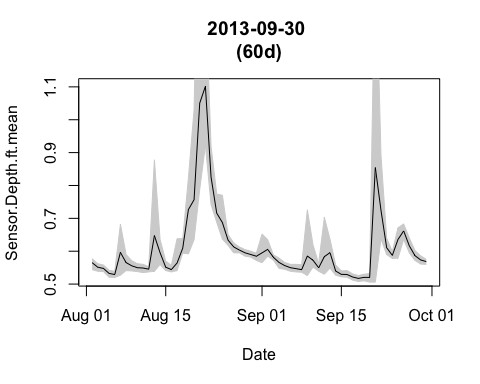 2013-09-30
(60d)
Sensor.Depth.ft.mean
1.1
0.9
0.7
0.5
Aug 01 Aug 15 Sep 01 Sep 15 Oct 01
Date